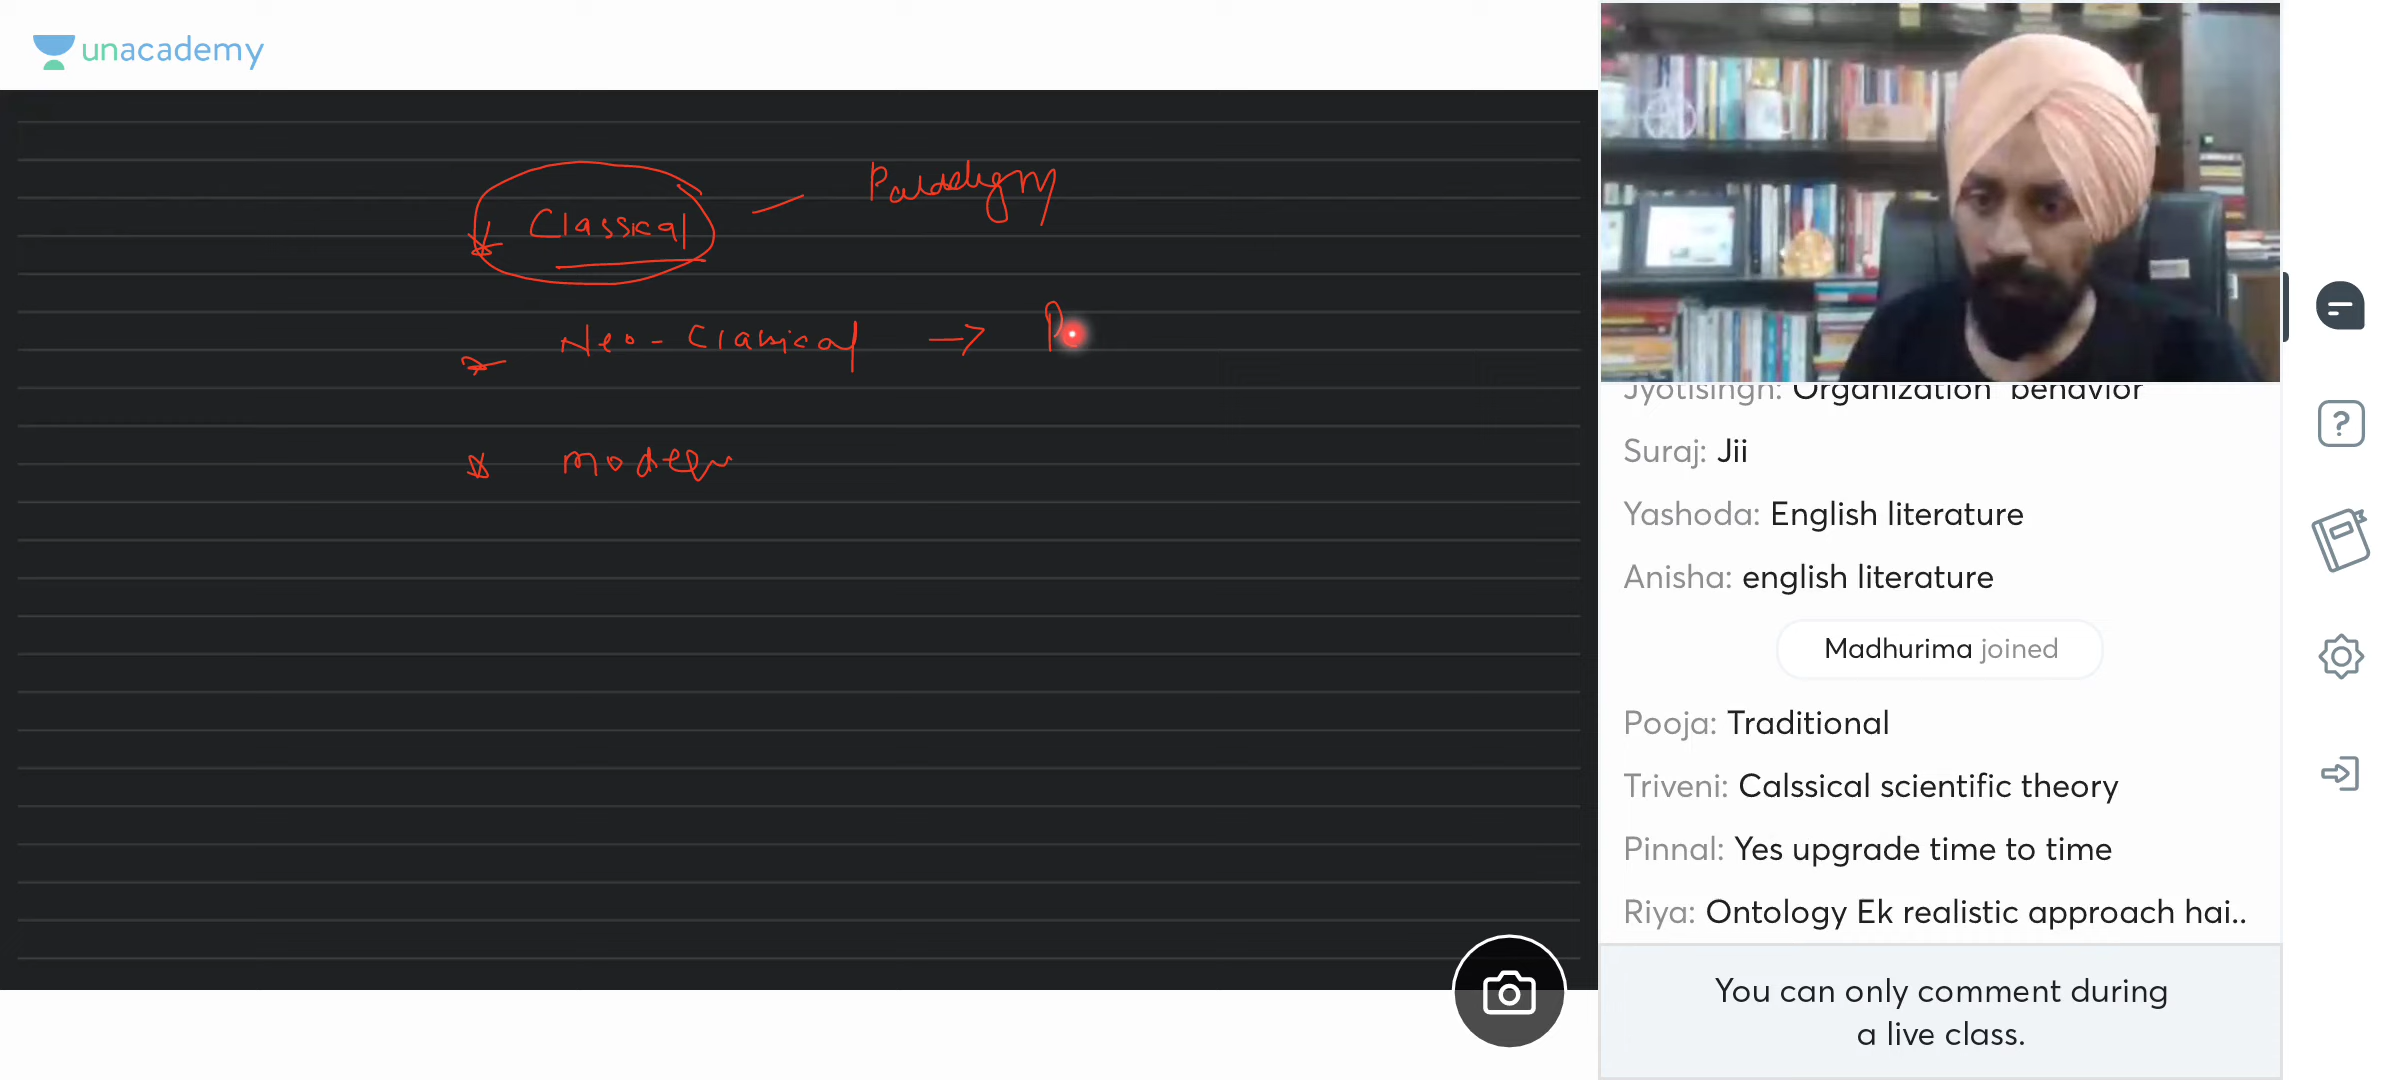 unacademy
Classical — Paradigm
Neo-Classical → P
Modern
Jyotisingh: Organization behavior
Suraj: Jii
Yashoda: English literature
Anisha: english literature
Madhurima joined
Pooja: Traditional
Triveni: Calssical scientific theory
Pinnal: Yes upgrade time to time
Riya: Ontology Ek realistic approach hai..
You can only comment during
a live class.